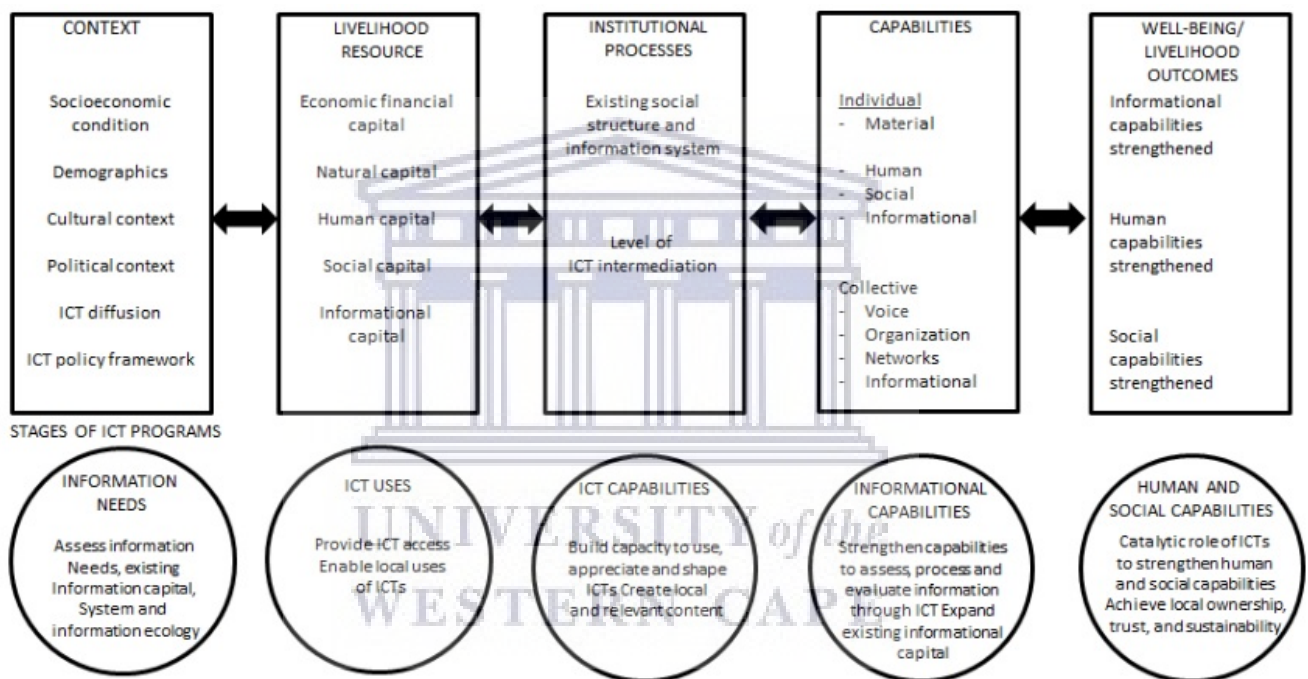 CONTEXT
Socioeconomic
condition
Demographics
Cultural context
Political context
ICT diffusion
ICT policy framework
LIVELIHOOD
RESOURCE
Economic financial
capital
Natural capital
Human capital
Social capital
Informational
capital
INSTITUTIONAL
PROCESSES
Existing social
structure and
information system
Level of
ICT intermediation
CAPABILITIES
Individual
- Material
- Human
- Social
- Informational
Collective
- Voice
- Organization
- Networks
- Informational
WELL-BEING/
LIVELIHOOD
OUTCOMES
Informational
capabilities
strengthened
Human
capabilities
strengthened
Social
capabilities
strengthened
STAGES OF ICT PROGRAMS
INFORMATION
NEEDS
Assess information
Needs, existing
Information capital,
System and
information ecology
ICT USES
Provide ICT access
Enable local uses
of ICTs
ICT CAPABILITIES
Build capacity to use,
appreciate and shape
ICTs Create local
and relevant content
INFORMATIONAL
CAPABILITIES
Strengthen capabilities
to assess, process and
evaluate information
through ICT Expand
existing informational
capital
HUMAN AND
SOCIAL CAPABILITIES
Catalytic role of ICTs
to strengthen human
and social capabilities
Achieve local ownership,
trust, and sustainability
UNIVERSITY of the
WESTERN CAPE